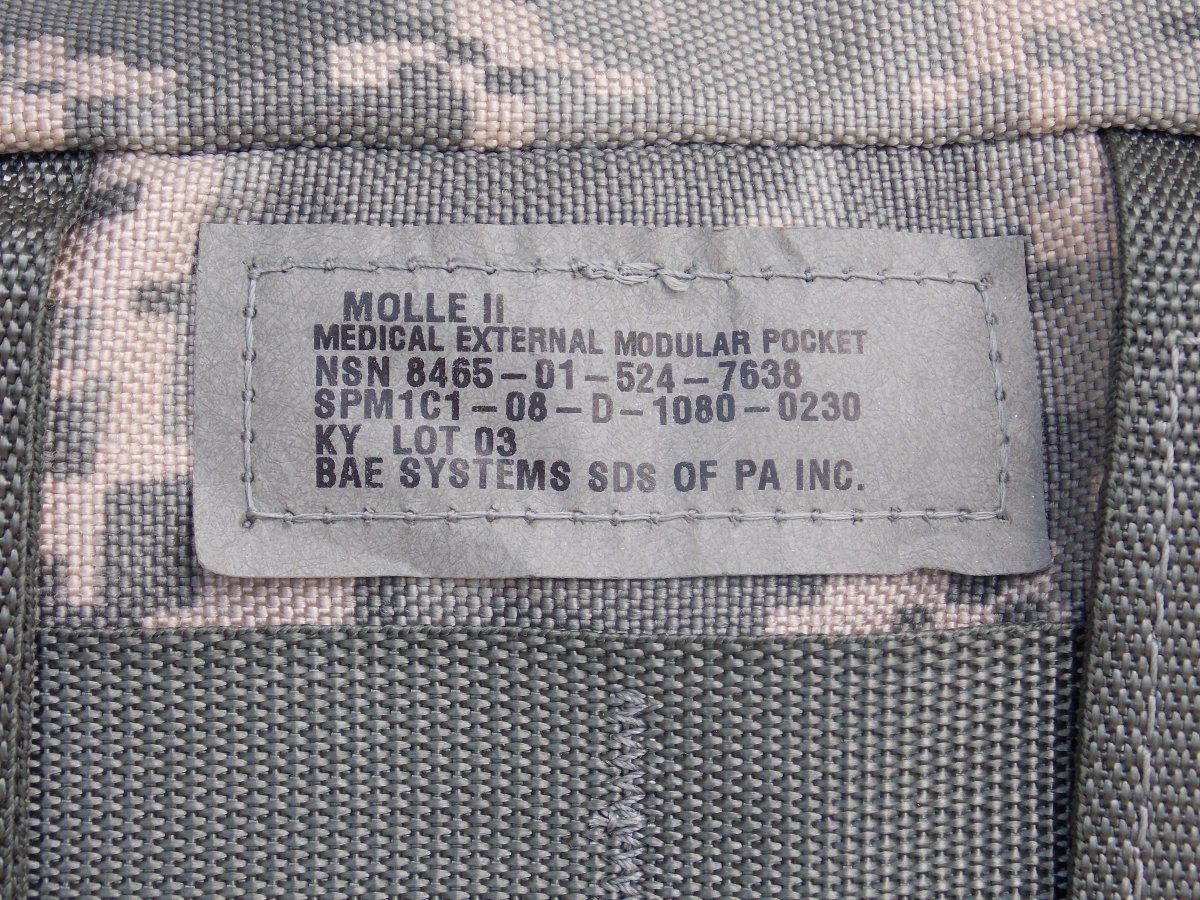 MOLLE II
MEDICAL EXTERNAL MODULAR POCKET
NSN 8465-01-524-7638
SPM1C1-08-D-1080-0230
KY LOT 03
BAE SYSTEMS SDS OF PA INC.